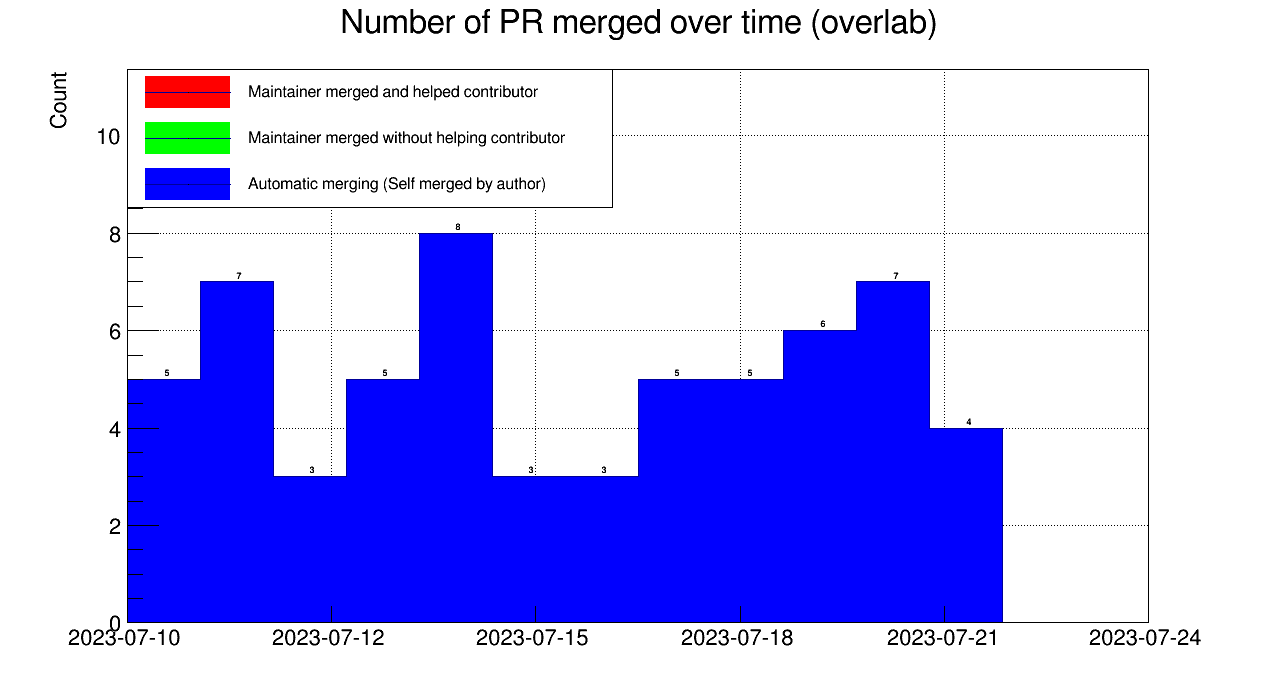 Number of PR merged over time (overlab)
Count
Maintainer merged and helped contributor
Maintainer merged without helping contributor
Automatic merging (Self merged by author)
10
8
6
4
2
0
5 7 3 5 8 3 3 5 5 6 7 4
2023-07-10 2023-07-12 2023-07-15 2023-07-18 2023-07-21 2023-07-24